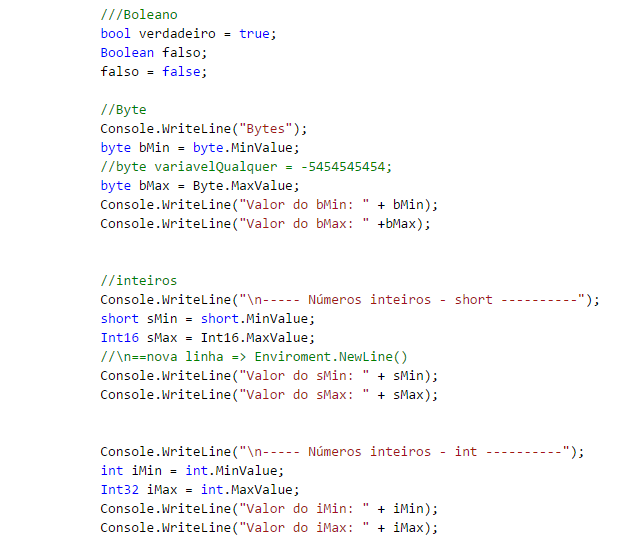 ///Boleano
bool verdadeiro = true;
Boolean falso;
falso = false;
//Byte
Console.WriteLine("Bytes");
byte bMin = byte.MinValue;
//byte variavelQualquer = -5454545454;
byte bMax = Byte.MaxValue;
Console.WriteLine("Valor do bMin: " + bMin);
Console.WriteLine("Valor do bMax: " +bMax);
//inteiros
Console.WriteLine("\n----- Números inteiros - short ----------");
short sMin = short.MinValue;
Int16 sMax = Int16.MaxValue;
//\n==nova linha => Enviroment.NewLine()
Console.WriteLine("Valor do sMin: " + sMin);
Console.WriteLine("Valor do sMax: " + sMax);
Console.WriteLine("\n----- Números inteiros - int ----------");
int iMin = int.MinValue;
Int32 iMax = int.MaxValue;
Console.WriteLine("Valor do iMin: " + iMin);
Console.WriteLine("Valor do iMax: " + iMax);